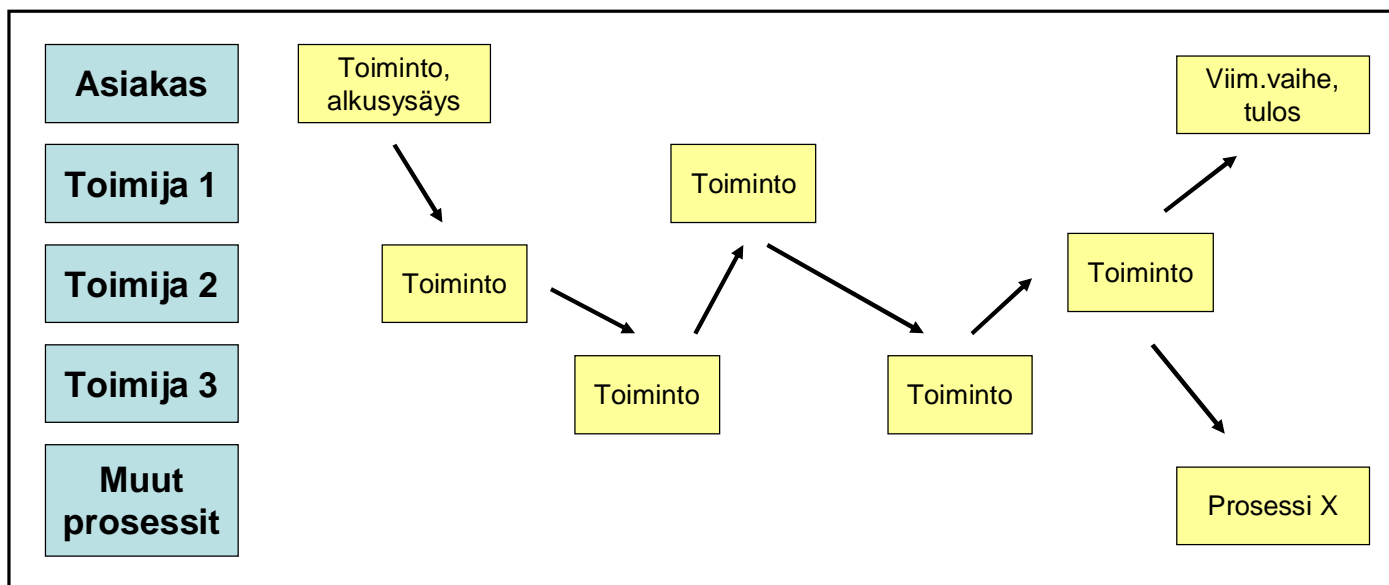 Asiakas
Toiminto,
alkusysäys
Viim.vaihe,
tulos
Toimija 1
Toiminto
Toimija 2
Toiminto
Toiminto
Toimija 3
Toiminto
Toiminto
Muut
prosessit
Prosessi X